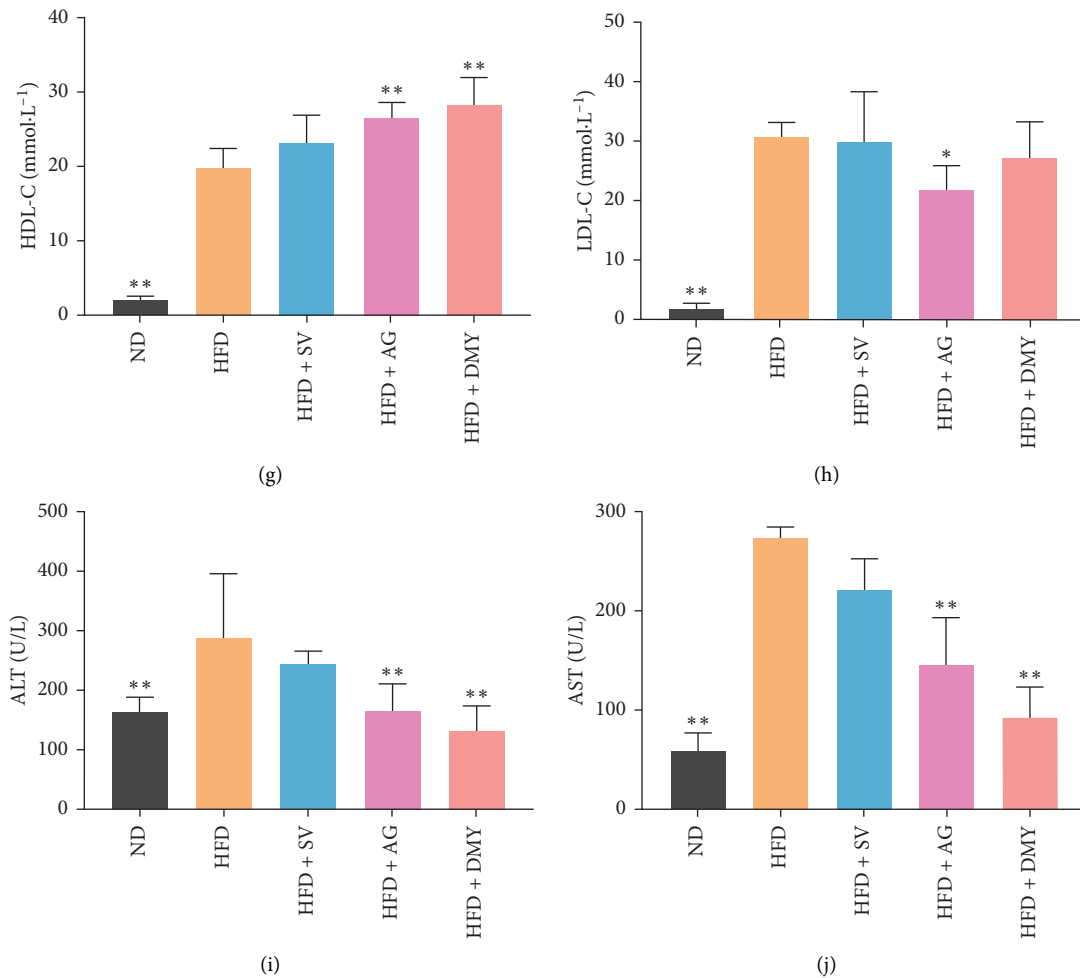 40
30
20
10
0
HDL-C (mmol·L⁻¹)
**
**
**
ND
HFD
HFD + SV
HFD + AG
HFD + DMY
(g)
50
40
30
20
10
0
LDL-C (mmol·L⁻¹)
**
*
ND
HFD
HFD + SV
HFD + AG
HFD + DMY
(h)
500
400
300
200
100
0
ALT (U/L)
**
**
**
ND
HFD
HFD + SV
HFD + AG
HFD + DMY
(i)
300
200
100
0
AST (U/L)
**
**
**
ND
HFD
HFD + SV
HFD + AG
HFD + DMY
(j)